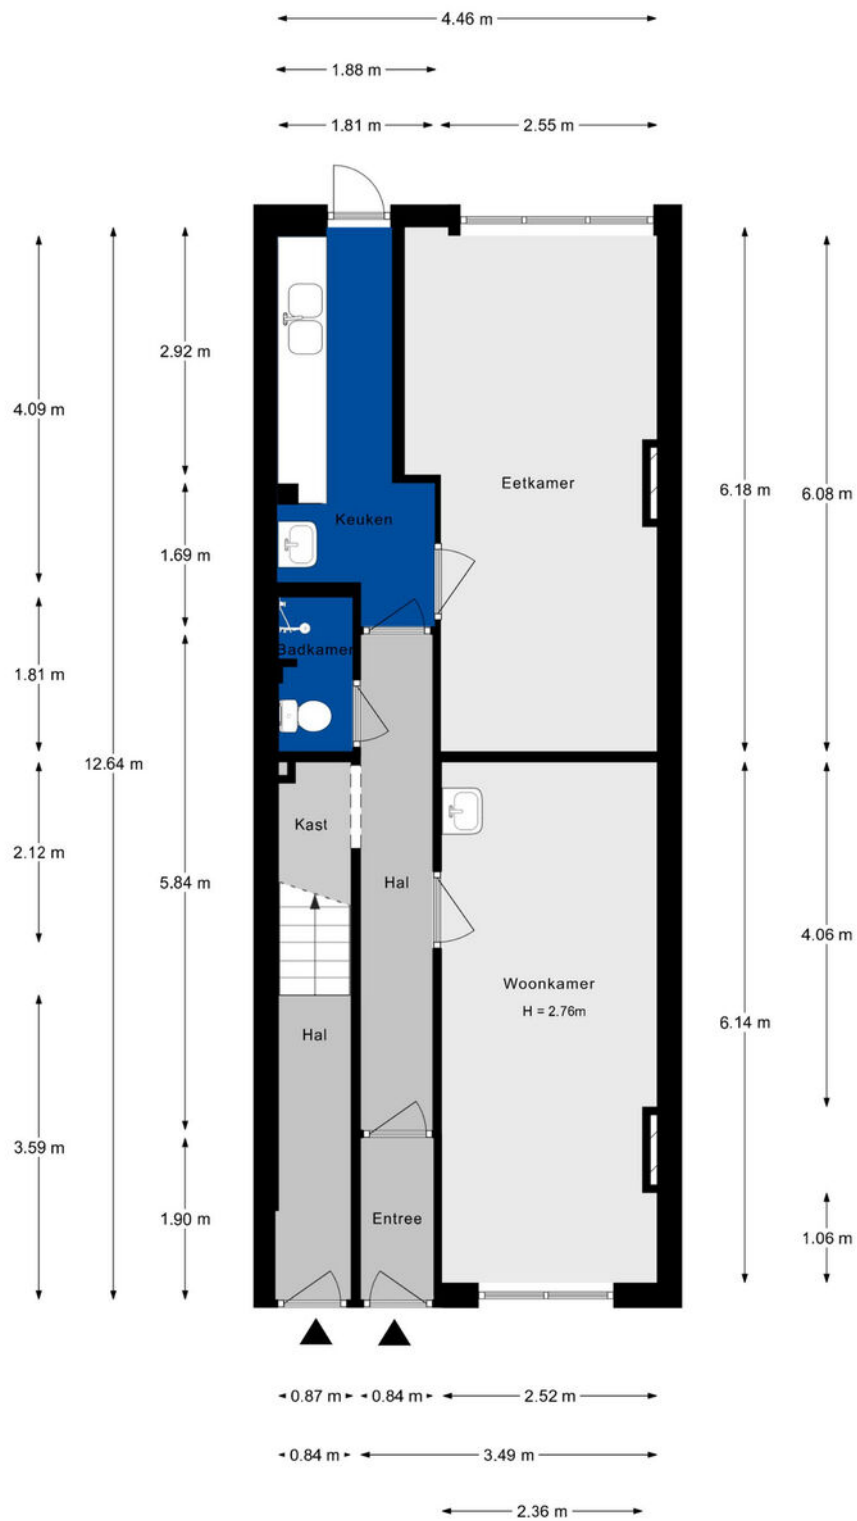 4.46 m
1.88 m
1.81 m
2.55 m
2.92 m
4.09 m
Eetkamer
6.18 m
6.08 m
Keuken
1.69 m
Badkamer
1.81 m
12.64 m
Kast
2.12 m
5.84 m
Hal
4.06 m
Woonkamer
H = 2.76m
6.14 m
Hal
3.59 m
1.90 m
Entree
1.06 m
0.87 m
0.84 m
2.52 m
0.84 m
3.49 m
2.36 m